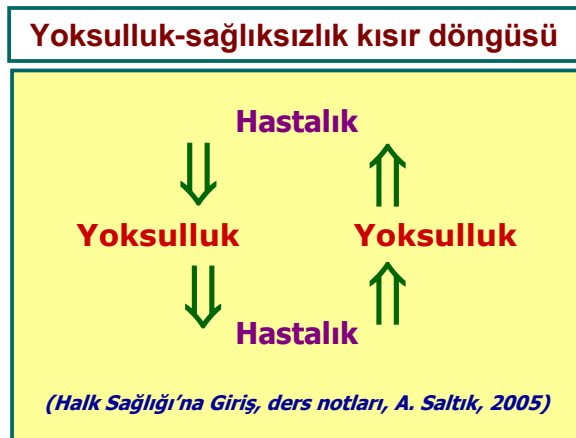 Yoksulluk-sağlıksızlık kısır döngüsü
Hastalık
Yoksulluk Yoksulluk
Hastalık
(Halk Sağlığı’na Giriş, ders notları, A. Saltık, 2005)